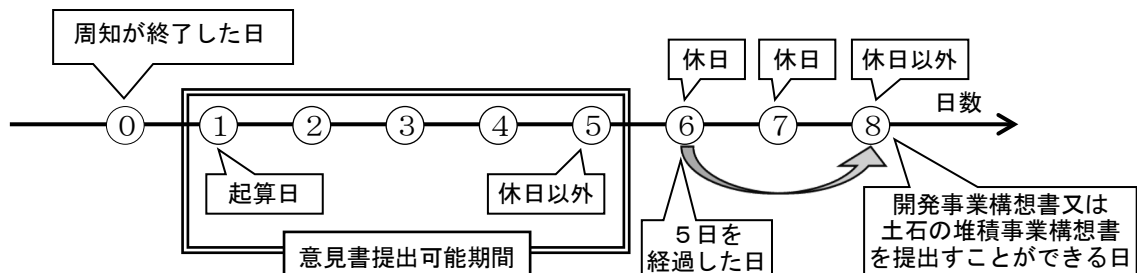 周知が終了した日
休日
休日
休日以外
日数
⓪
①
②
③
④
⑤
⑥
⑦
⑧
起算日
休日以外
意見書提出可能期間
５日を
経過した日
開発事業構想書又は
土石の堆積事業構想書
を提出すことができる日